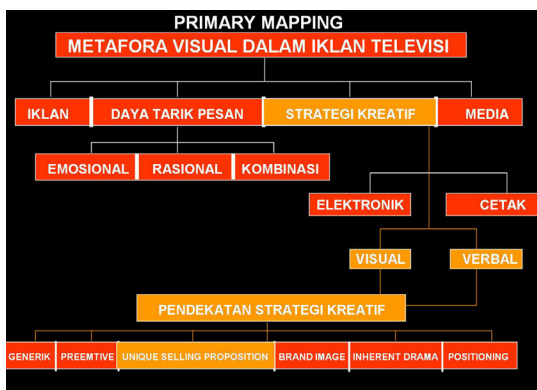 PRIMARY MAPPING
METAFORA VISUAL DALAM IKLAN TELEVISI
IKLAN
DAYA TARIK PESAN
STRATEGI KREATIF
MEDIA
EMOSIONAL
RASIONAL
KOMBINASI
ELEKTRONIK
CETAK
VISUAL
VERBAL
PENDEKATAN STRATEGI KREATIF
GENERIK
PREEMTIVE
UNIQUE SELLING PROPOSITION
BRAND IMAGE
INHERENT DRAMA
POSITIONING